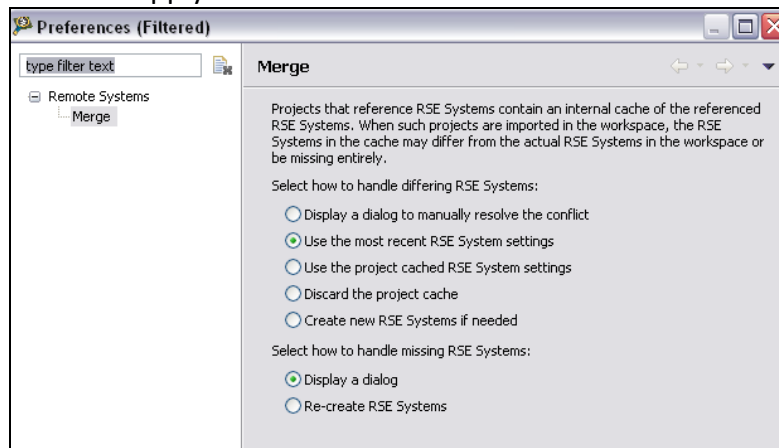 Preferences (Filtered)
type filter text
Merge
Remote Systems
Merge
Projects that reference RSE Systems contain an internal cache of the referenced
RSE Systems. When such projects are imported in the workspace, the RSE
Systems in the cache may differ from the actual RSE Systems in the workspace or
be missing entirely.
Select how to handle differing RSE Systems:
Display a dialog to manually resolve the conflict
Use the most recent RSE System settings
Use the project cached RSE System settings
Discard the project cache
Create new RSE Systems if needed
Select how to handle missing RSE Systems:
Display a dialog
Re-create RSE Systems